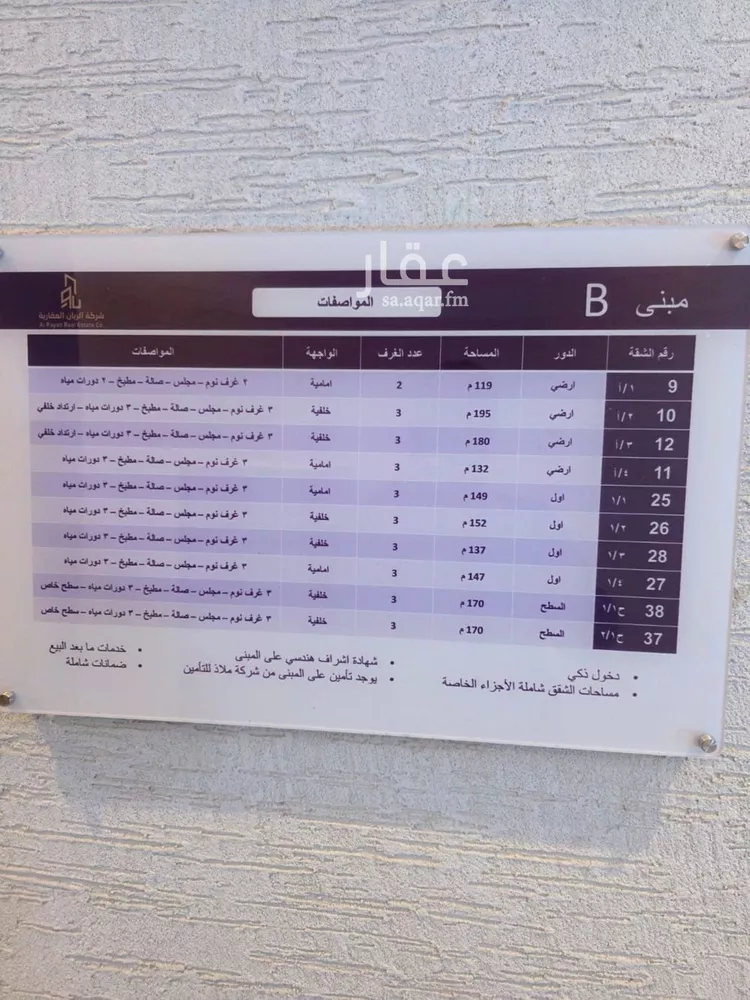 عقار
sa.aqar.fm
مبنى B
المواصفات
شركة الريان العقارية
Al Rayan Real Estate Co.
رقم الشقة الدور المساحة عدد الغرف الواجهة المواصفات
9 أ/١ ارضي 119 م 2 امامية ٢ غرف نوم – مجلس – صالة – مطبخ – ٢ دورات مياه
10 أ/٢ ارضي 195 م 3 خلفية ٣ غرف نوم – مجلس – صالة – مطبخ – ٣ دورات مياه – ارتداد خلفي
12 أ/٣ ارضي 180 م 3 خلفية ٣ غرف نوم – مجلس – صالة – مطبخ – ٣ دورات مياه – ارتداد خلفي
11 أ/٤ ارضي 132 م 3 امامية ٣ غرف نوم – مجلس – صالة – مطبخ – ٣ دورات مياه
25 ١/١ اول 149 م 3 امامية ٣ غرف نوم – مجلس – صالة – مطبخ – ٣ دورات مياه
26 ١/٢ اول 152 م 3 خلفية ٣ غرف نوم – مجلس – صالة – مطبخ – ٣ دورات مياه
28 ١/٣ اول 137 م 3 خلفية ٣ غرف نوم – مجلس – صالة – مطبخ – ٣ دورات مياه
27 ١/٤ اول 147 م 3 امامية ٣ غرف نوم – مجلس – صالة – مطبخ – ٣ دورات مياه
38 ح١/١ السطح 170 م 3 خلفية ٣ غرف نوم – مجلس – صالة – مطبخ – ٣ دورات مياه – سطح خاص
37 ح٢/١ السطح 170 م 3 خلفية ٣ غرف نوم – مجلس – صالة – مطبخ – ٣ دورات مياه – سطح خاص
• دخول ذكي
• مساحات الشقق شاملة الأجزاء الخاصة
• شهادة اشراف هندسي على المبنى
• يوجد تأمين على المبنى من شركة ملاذ للتأمين
• خدمات ما بعد البيع
• ضمانات شاملة